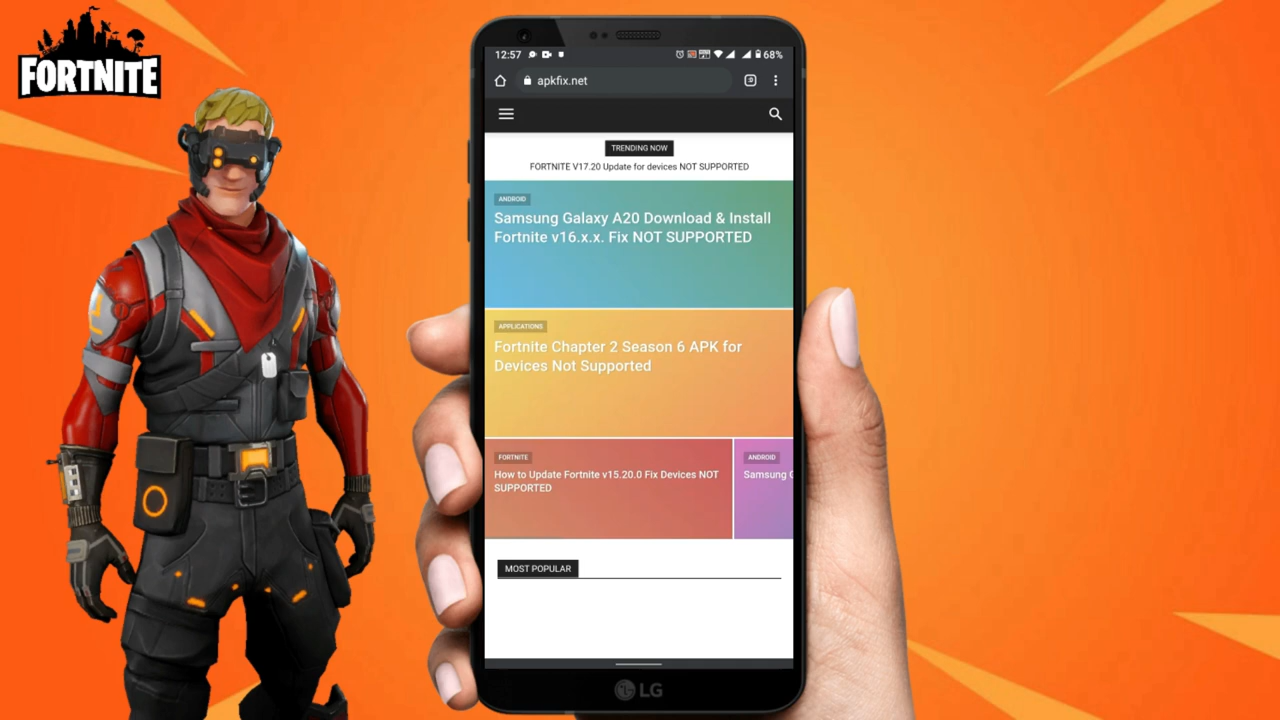 FORTNITE
12:57
68%
apkfix.net
TRENDING NOW
FORTNITE V17.20 Update for devices NOT SUPPORTED
ANDROID
Samsung Galaxy A20 Download & Install
Fortnite v16.x.x. Fix NOT SUPPORTED
APPLICATIONS
Fortnite Chapter 2 Season 6 APK for
Devices Not Supported
FORTNITE
How to Update Fortnite v15.20.0 Fix Devices NOT
SUPPORTED
ANDROID
Samsung
MOST POPULAR
LG